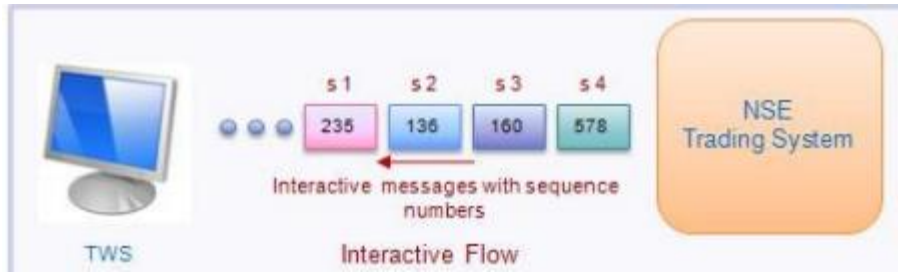 s 1 s 2 s 3 s 4
235 136 160 578
NSE
Trading System
Interactive messages with sequence
numbers
TWS
Interactive Flow